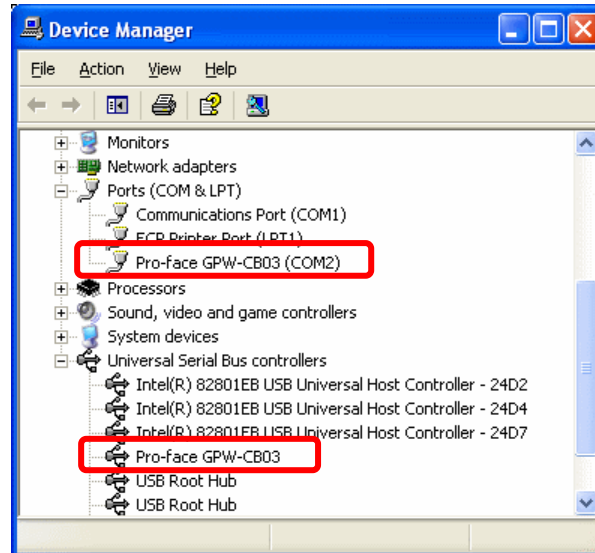 Device Manager
File Action View Help
Monitors
Network adapters
Ports (COM & LPT)
Communications Port (COM1)
ECP Printer Port (LPT1)
Pro-face GPW-CB03 (COM2)
Processors
Sound, video and game controllers
System devices
Universal Serial Bus controllers
Intel(R) 82801EB USB Universal Host Controller - 24D2
Intel(R) 82801EB USB Universal Host Controller - 24D4
Intel(R) 82801EB USB Universal Host Controller - 24D7
Pro-face GPW-CB03
USB Root Hub
USB Root Hub